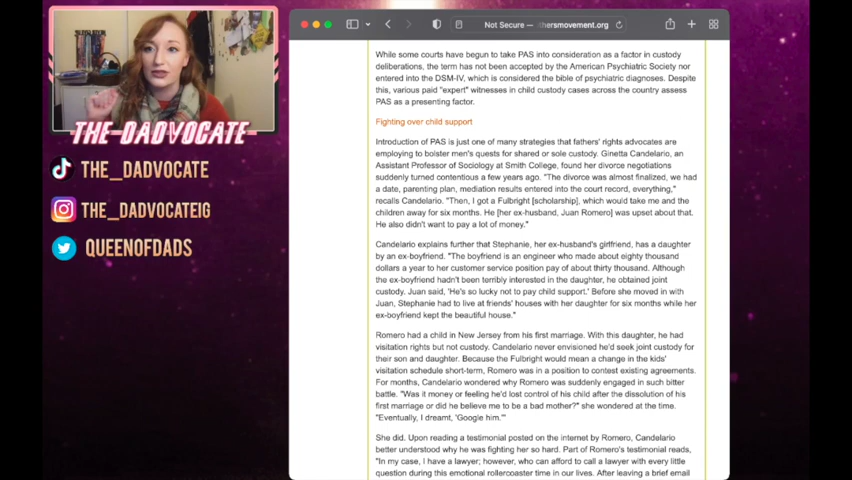 Not Secure — thersmovement.org
While some courts have begun to take PAS into consideration as a factor in custody
deliberations, the term has not been accepted by the American Psychiatric Society nor
entered into the DSM-IV, which is considered the bible of psychiatric diagnoses. Despite
this, various paid "expert" witnesses in child custody cases across the country assess
PAS as a presenting factor.
Fighting over child support
Introduction of PAS is just one of many strategies that fathers' rights advocates are
employing to bolster men's quests for shared or sole custody. Ginetta Candelario, an
Assistant Professor of Sociology at Smith College, found her divorce negotiations
suddenly turned contentious a few years ago. "The divorce was almost finalized, we had
a date, parenting plan, mediation results entered into the court record, everything,"
recalls Candelario. "Then, I got a Fulbright [scholarship], which would take me and the
children away for six months. He [her ex-husband, Juan Romero] was upset about that.
He also didn't want to pay a lot of money."
Candelario explains further that Stephanie, her ex-husband's girlfriend, has a daughter
by an ex-boyfriend. "The boyfriend is an engineer who made about eighty thousand
dollars a year to her customer service position pay of about thirty thousand. Although
the ex-boyfriend hadn't been terribly interested in the daughter, he obtained joint
custody. Juan said, 'He's so lucky not to pay child support.' Before she moved in with
Juan, Stephanie had to live at friends' houses with her daughter for six months while her
ex-boyfriend kept the beautiful house."
Romero had a child in New Jersey from his first marriage. With this daughter, he had
visitation rights but not custody. Candelario never envisioned he'd seek joint custody for
their son and daughter. Because the Fulbright would mean a change in the kids'
visitation schedule short-term, Romero was in a position to contest existing agreements.
For months, Candelario wondered why Romero was suddenly engaged in such bitter
battle. "Was it money or feeling he'd lost control of his child after the dissolution of his
first marriage or did he believe me to be a bad mother?" she wondered at the time.
"Eventually, I dreamt, 'Google him.'"
She did. Upon reading a testimonial posted on the internet by Romero, Candelario
better understood why he was fighting her so hard. Part of Romero's testimonial reads,
"In my case, I have a lawyer; however, who can afford to call a lawyer with every little
question during this emotional rollercoaster time in our lives. After leaving a brief email
THE DADVOCATE
THE_DADVOCATE
THE_DADVOCATEIG
QUEENOFDADS